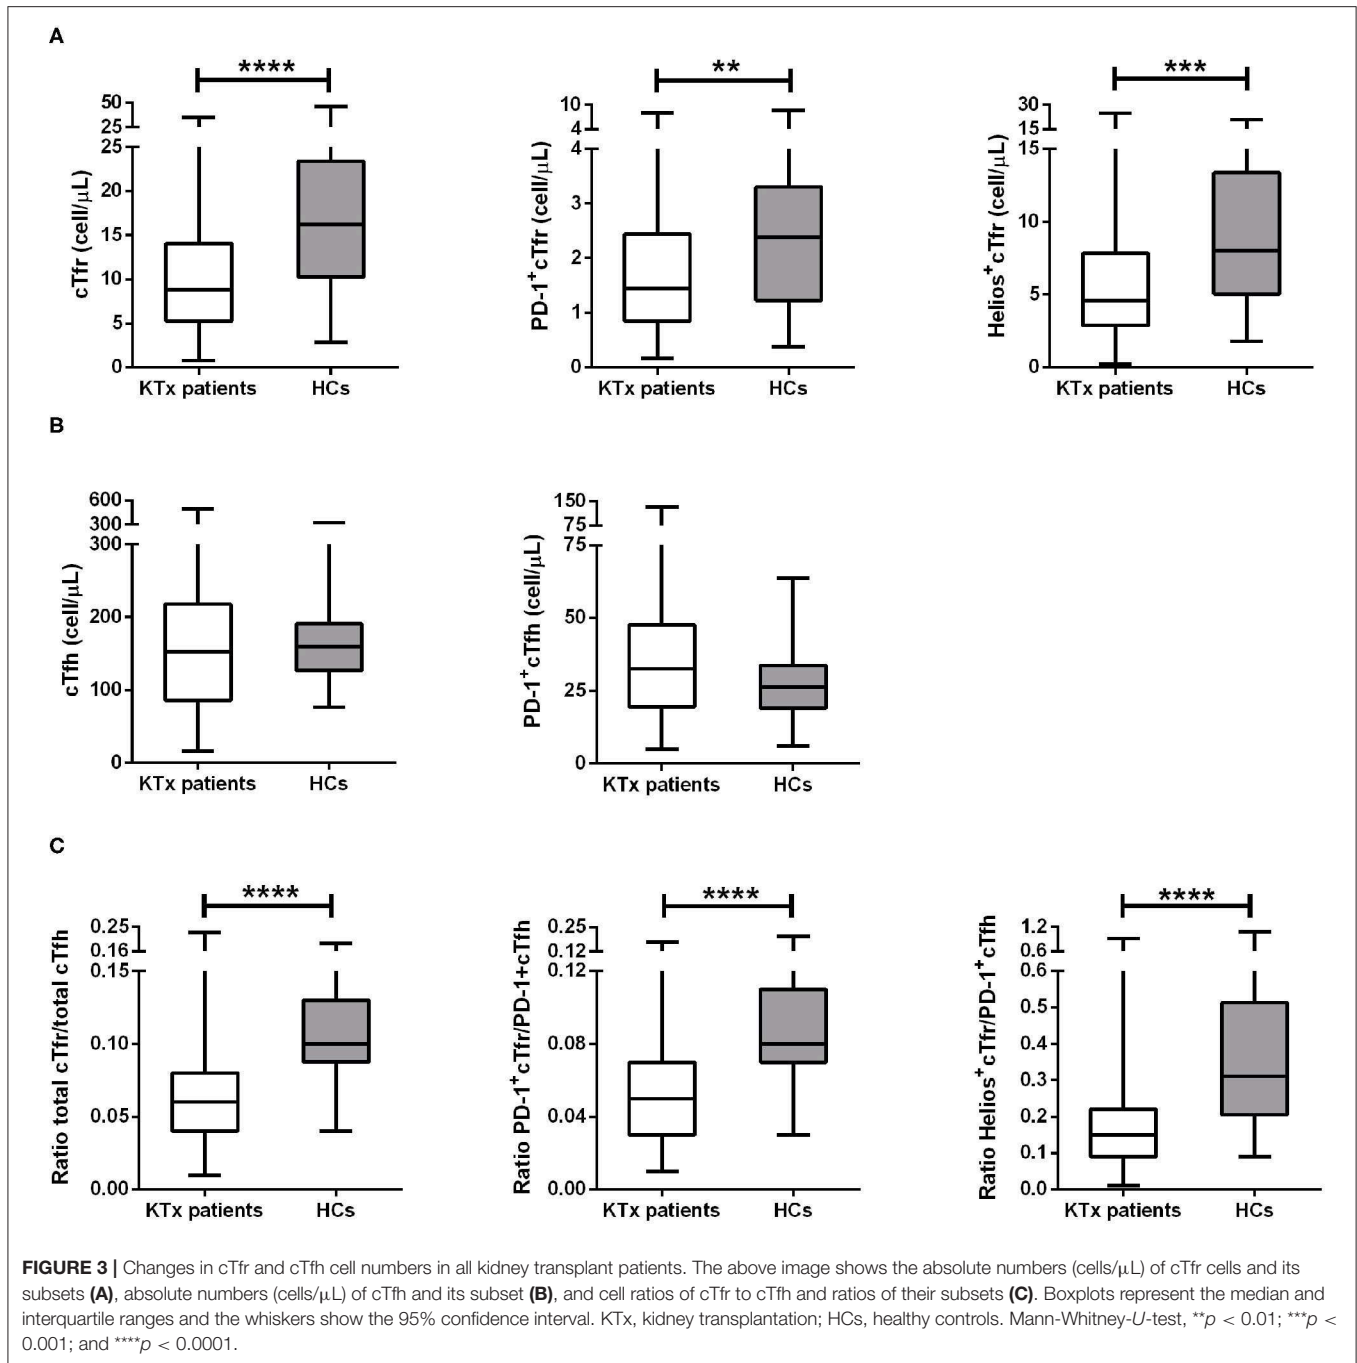 A
****
50
25
25
20
15
10
5
0
cTfr (cell/μL)
KTx patients
HCs
**
10
4
4
3
2
1
0
PD-1+cTfr (cell/μL)
KTx patients
HCs
***
30
15
15
10
5
0
Helios+cTfr (cell/μL)
KTx patients
HCs
B
600
300
300
200
100
0
cTfh (cell/μL)
KTx patients
HCs
150
75
75
50
25
0
PD-1+cTfh (cell/μL)
KTx patients
HCs
C
****
0.25
0.16
0.15
0.10
0.05
0.00
Ratio total cTfr/total cTfh
KTx patients
HCs
****
0.25
0.12
0.12
0.08
0.04
0.00
Ratio PD-1+cTfr/PD-1+cTfh
KTx patients
HCs
****
1.2
0.6
0.6
0.5
0.4
0.3
0.2
0.1
0.0
Ratio Helios+cTfr/PD-1+cTfh
KTx patients
HCs
FIGURE 3 | Changes in cTfr and cTfh cell numbers in all kidney transplant patients. The above image shows the absolute numbers (cells/μL) of cTfr cells and its
subsets (A), absolute numbers (cells/μL) of cTfh and its subset (B), and cell ratios of cTfr to cTfh and ratios of their subsets (C). Boxplots represent the median and
interquartile ranges and the whiskers show the 95% confidence interval. KTx, kidney transplantation; HCs, healthy controls. Mann-Whitney-U-test, **p < 0.01; ***p <
0.001; and ****p < 0.0001.